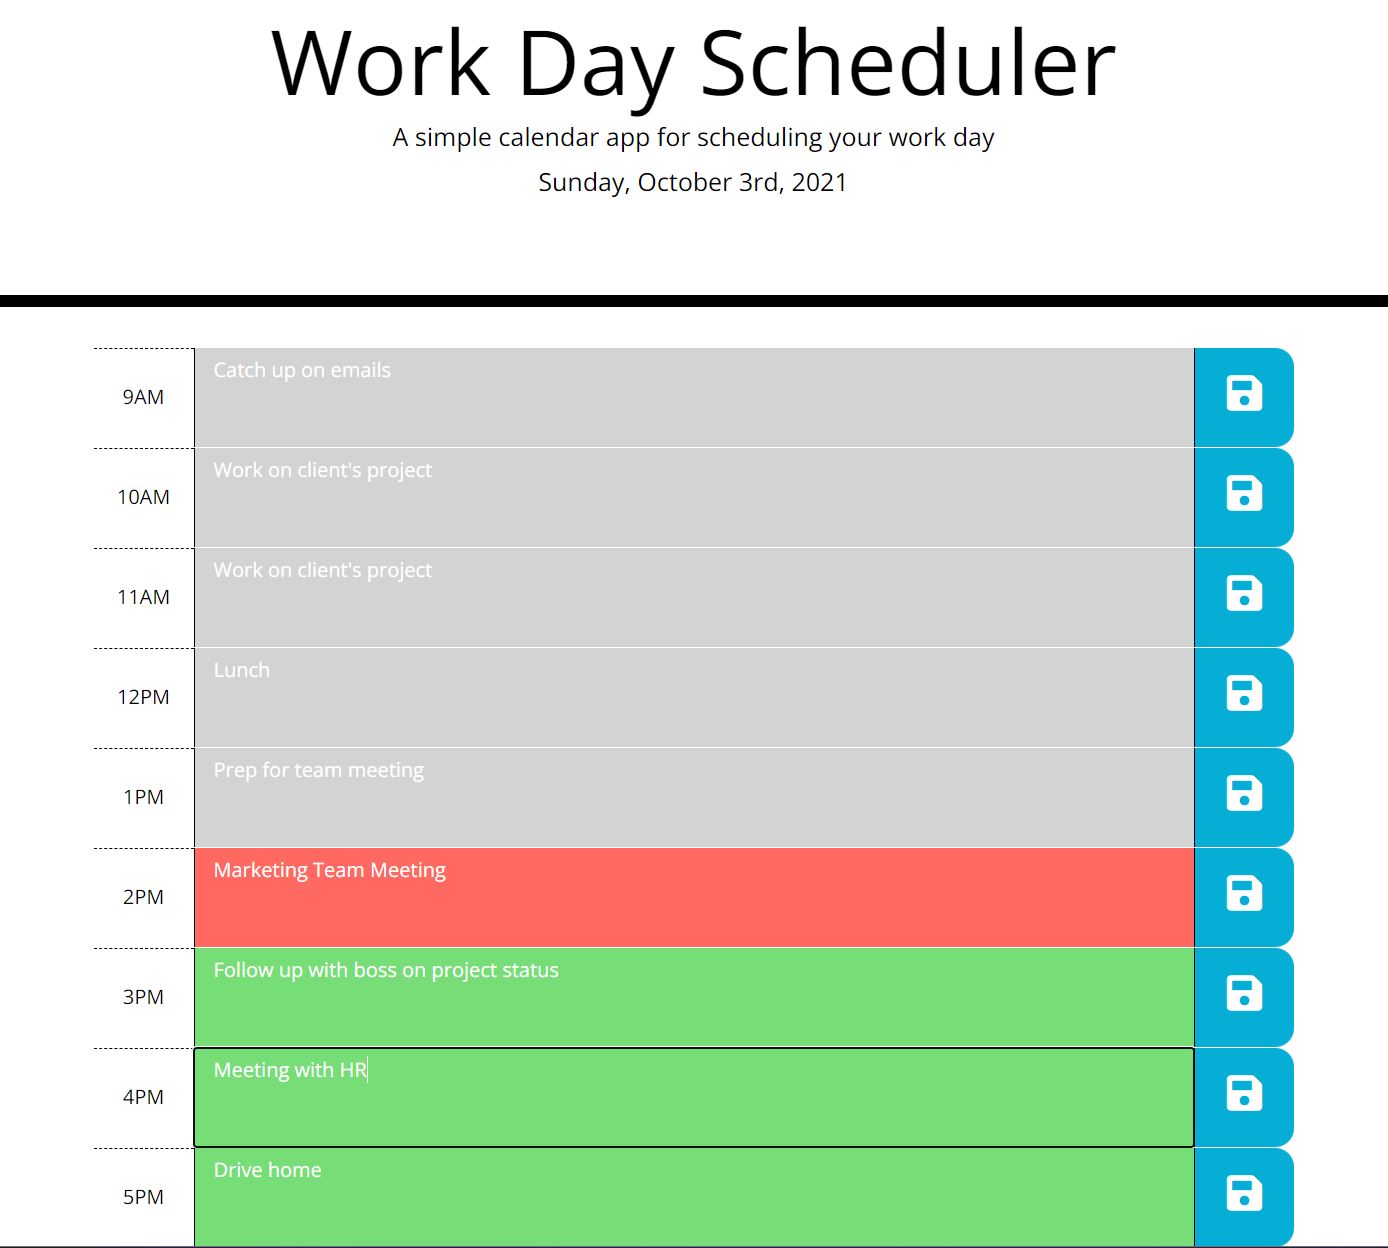 Work Day Scheduler
A simple calendar app for scheduling your work day
Sunday, October 3rd, 2021
9AM
Catch up on emails
10AM
Work on client's project
11AM
Work on client's project
12PM
Lunch
1PM
Prep for team meeting
2PM
Marketing Team Meeting
3PM
Follow up with boss on project status
4PM
Meeting with HR
5PM
Drive home